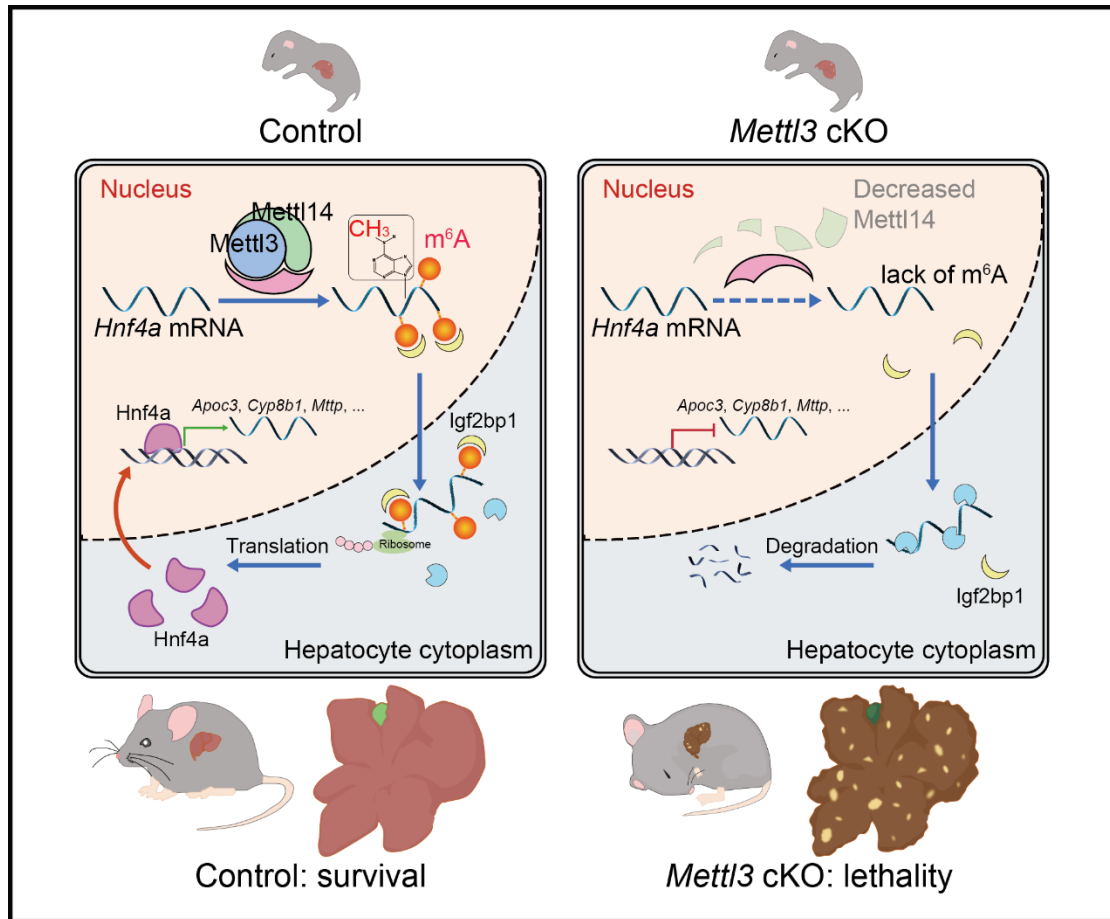 Control
Nucleus
Mettl14
Mettl3
CH₃
m⁶A
Hnf4a mRNA
Hnf4a
Apoc3, Cyp8b1, Mttp, ...
Igf2bp1
Ribosome
Translation
Hnf4a
Hepatocyte cytoplasm
Control: survival
Mettl3 cKO
Nucleus
Decreased
Mettl14
lack of m⁶A
Hnf4a mRNA
Apoc3, Cyp8b1, Mttp, ...
Degradation
Igf2bp1
Hepatocyte cytoplasm
Mettl3 cKO: lethality